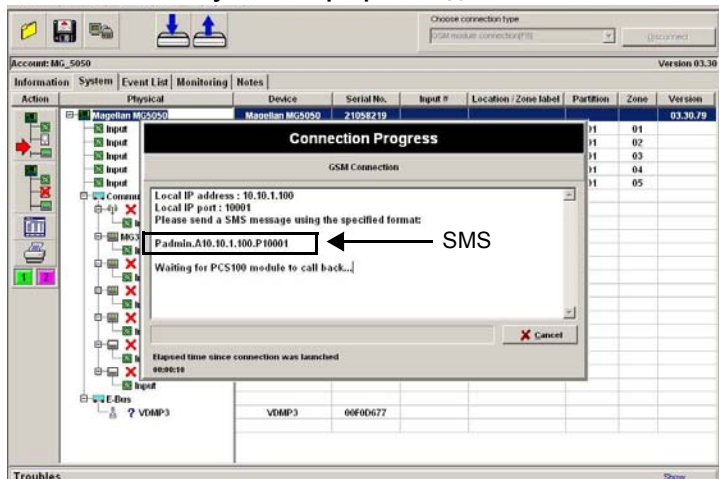 Choose connection type
GSM module connection(P/S)
Disconnect
Account: MG_5050
Version 03.30
Information System Event List Monitoring Notes
Action Physical Device Serial No. Input # Location / Zone label Partition Zone Version
Magellan MG5050 Magellan MG5050 21058219 03.30.79
Input 01
Input 02
Input 03
Input 04
Input 05
Connection Progress
GSM Connection
Local IP address : 10.10.1.100
Local IP port : 10001
Please send a SMS message using the specified format:
Padmin.A10.10.1.100.P10001
SMS
Waiting for PCS100 module to call back...
Cancel
Elapsed time since connection was launched
00:00:10
1 2
Input
E-Bus
? VDMP3 VDMP3 00F0D677
Troubles
Show